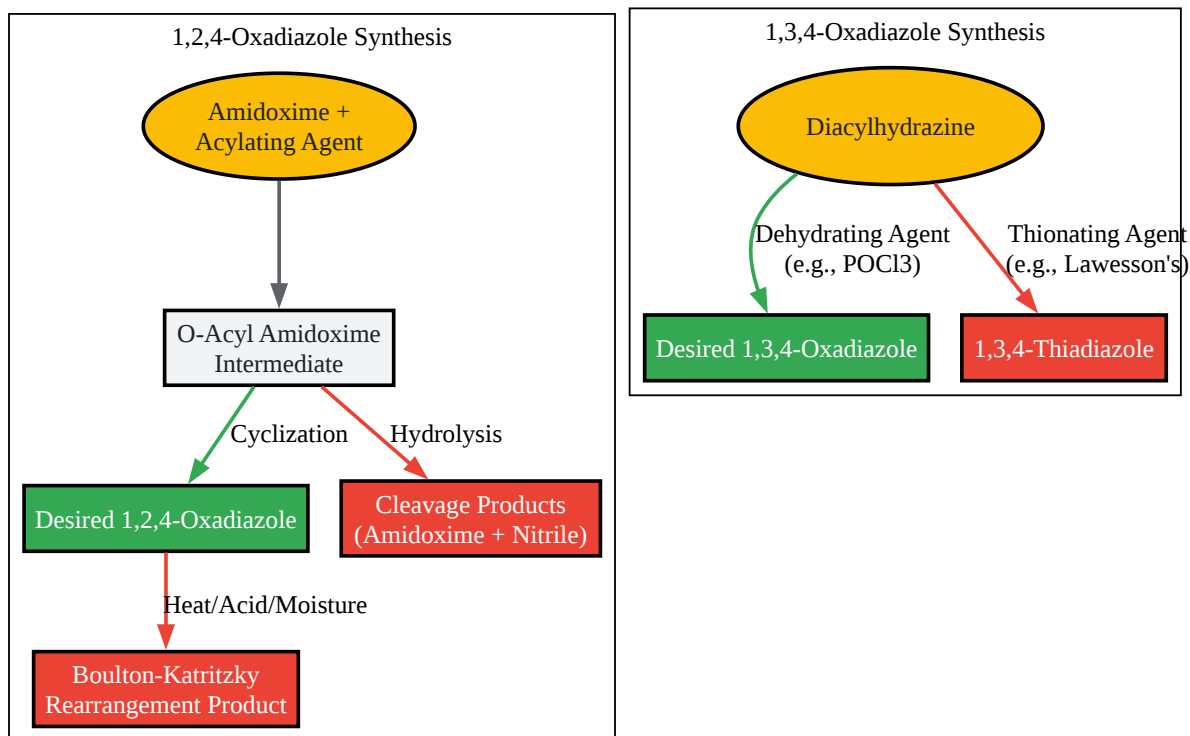 1,2,4-Oxadiazole Synthesis
Amidoxime +
Acylating Agent
O-Acyl Amidoxime
Intermediate
Cyclization
Hydrolysis
Desired 1,2,4-Oxadiazole
Cleavage Products
(Amidoxime + Nitrile)
Heat/Acid/Moisture
Boulton-Katritzky
Rearrangement Product
1,3,4-Oxadiazole Synthesis
Diacylhydrazine
Dehydrating Agent
(e.g., POCl3)
Thionating Agent
(e.g., Lawesson's)
Desired 1,3,4-Oxadiazole
1,3,4-Thiadiazole